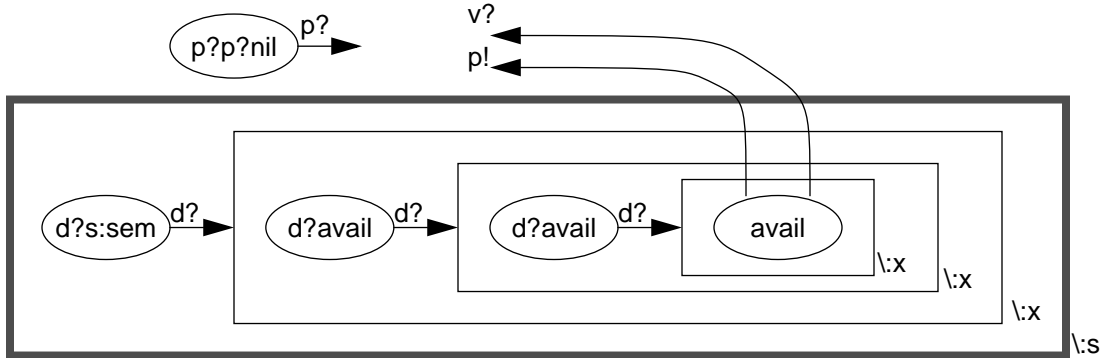 p?p?nil
p?
v?
p!
d?s:sem
d?
d?avail
d?
d?avail
d?
avail
\:x
\:x
\:x
\:s